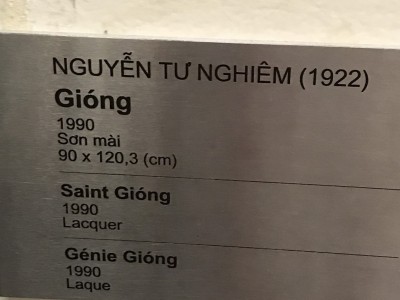 NGUYỄN TƯ NGHIÊM (1922)
Gióng
1990
Sơn mài
90 x 120,3 (cm)
Saint Gióng
1990
Lacquer
Génie Gióng
1990
Laque